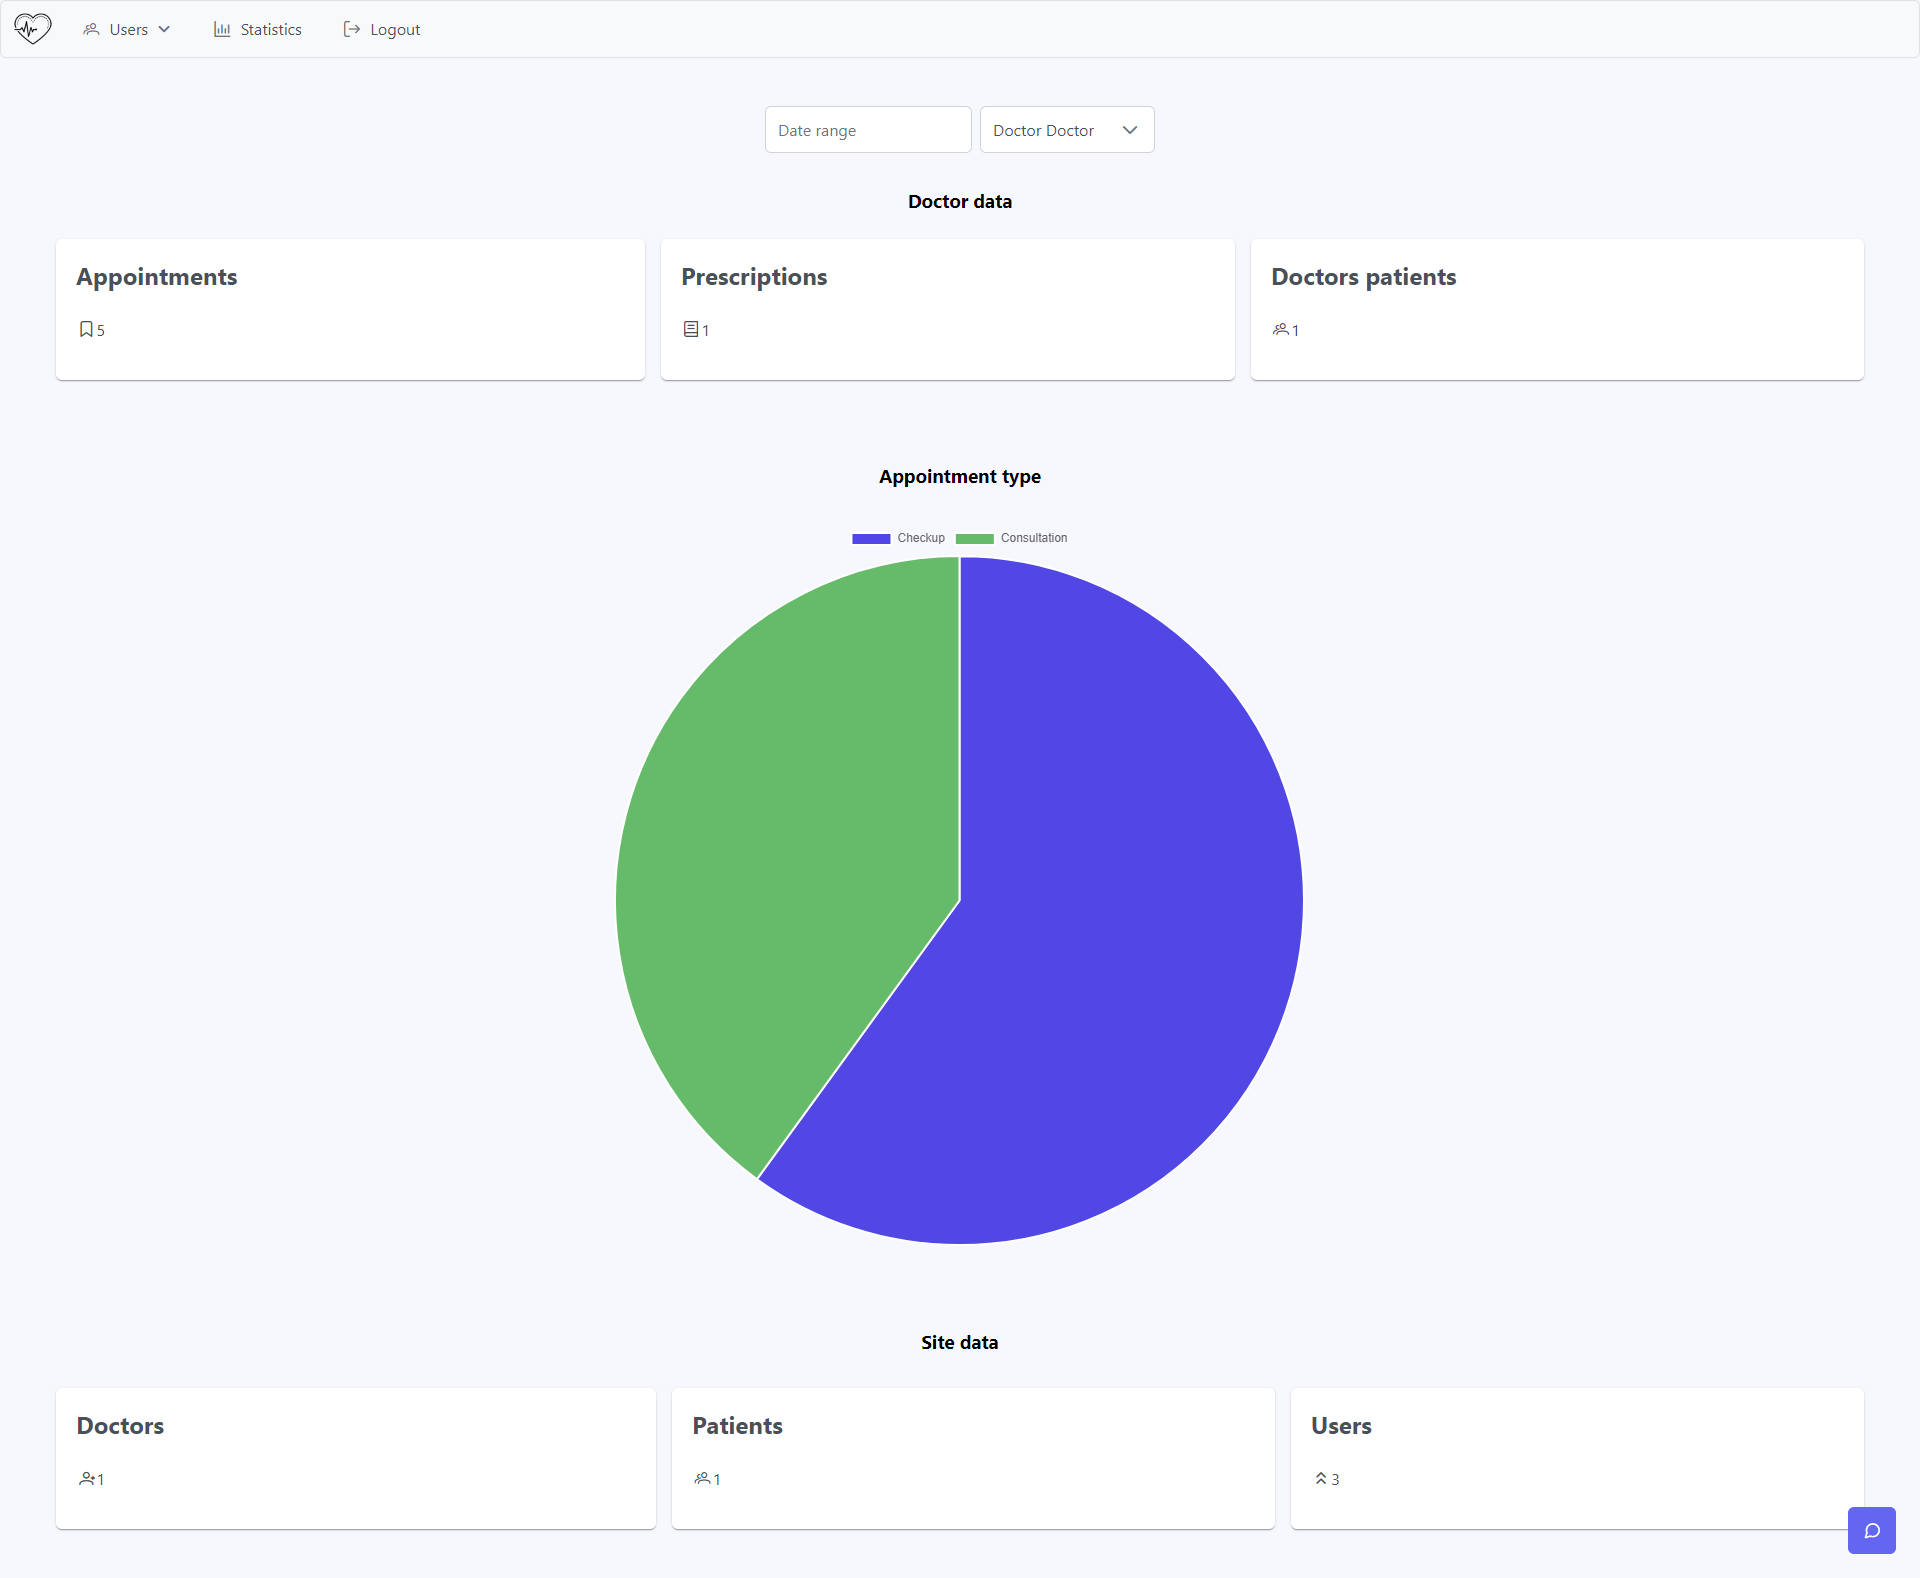 Users
Statistics
Logout
Date range
Doctor Doctor
Doctor data
Appointments
5
Prescriptions
1
Doctors patients
1
Appointment type
Checkup
Consultation
Site data
Doctors
1
Patients
1
Users
3